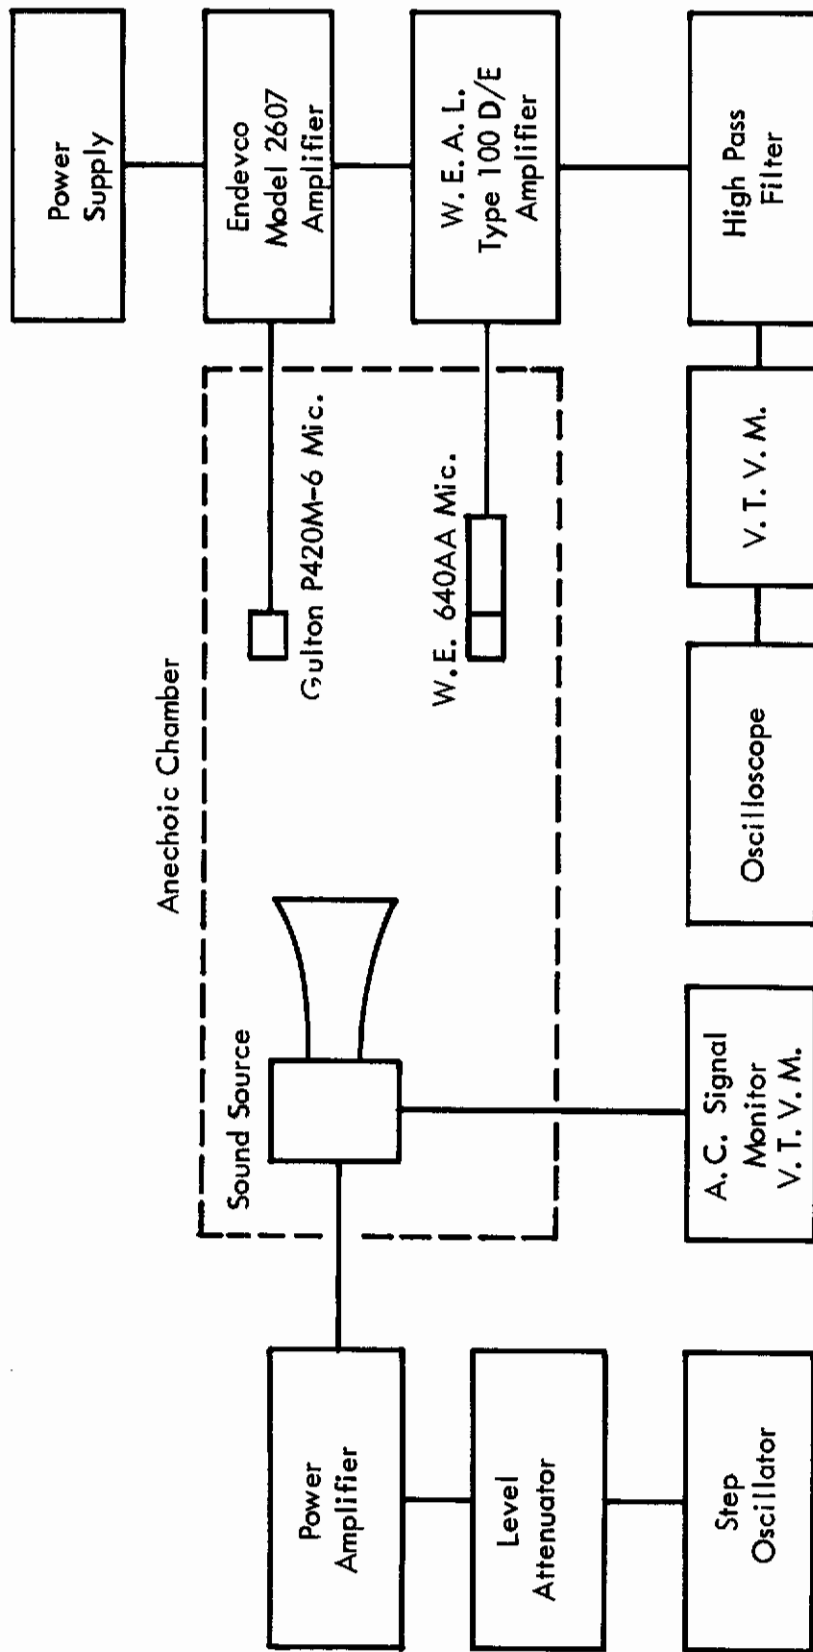 Power
Supply
Endevco
Model 2607
Amplifier
W. E. A. L.
Type 100 D/E
Amplifier
High Pass
Filter
Anechoic Chamber
Sound Source
Gulton P420M-6 Mic.
W.E. 640AA Mic.
V. T. V. M.
Oscilloscope
A.C. Signal
Monitor
V. T. V. M.
Power
Amplifier
Level
Attenuator
Step
Oscillator